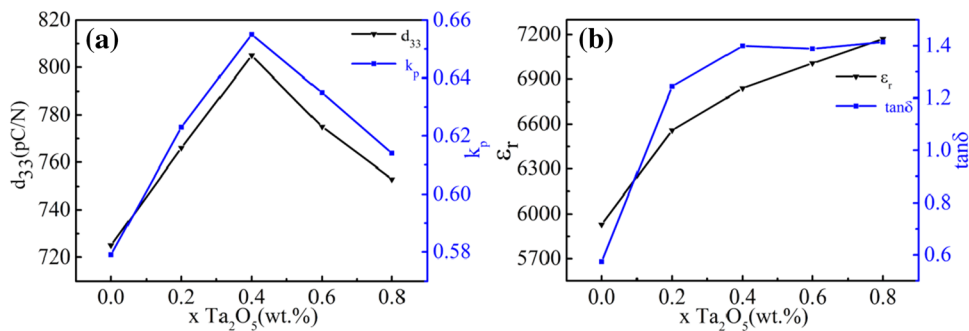 (a)
d33
kp
820
800
780
760
740
720
d33(pC/N)
0.66
0.64
0.62
0.60
0.58
kp
0.0 0.2 0.4 0.6 0.8
x Ta2O5(wt.%)
(b)
εr
tanδ
7200
6900
6600
6300
6000
5700
εr
1.4
1.2
1.0
0.8
0.6
tanδ
0.0 0.2 0.4 0.6 0.8
x Ta2O5(wt.%)